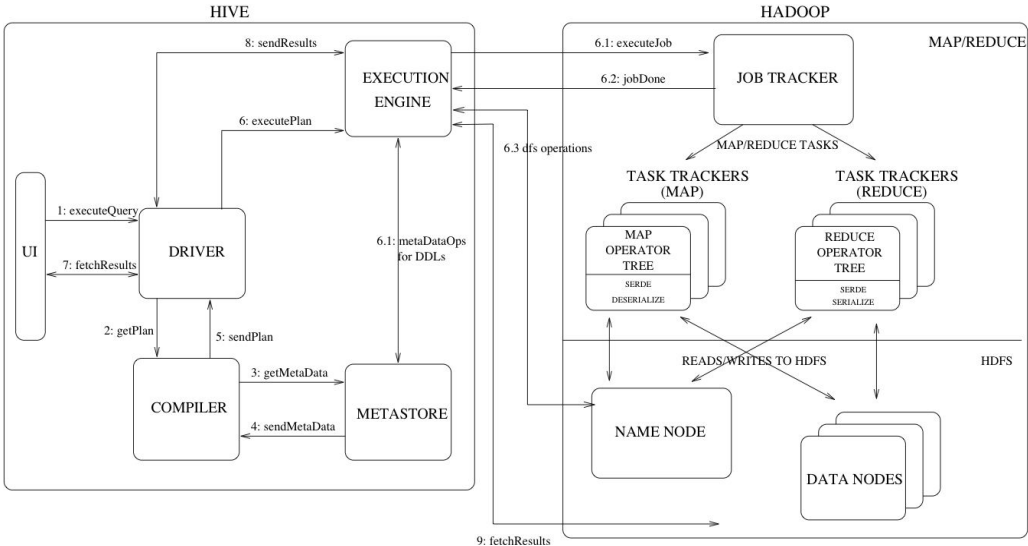 HIVE
HADOOP
MAP/REDUCE
8: sendResults
EXECUTION
ENGINE
6.1: executeJob
6.2: jobDone
JOB TRACKER
6: executePlan
6.3 dfs operations
MAP/REDUCE TASKS
TASK TRACKERS
(MAP)
TASK TRACKERS
(REDUCE)
UI
1: executeQuery
7: fetchResults
DRIVER
6.1: metaDataOps
for DDLs
MAP
OPERATOR
TREE
SERDE
DESERIALIZE
REDUCE
OPERATOR
TREE
SERDE
SERIALIZE
2: getPlan
5: sendPlan
READS/WRITES TO HDFS
HDFS
COMPILER
3: getMetaData
4: sendMetaData
METASTORE
NAME NODE
DATA NODES
9: fetchResults